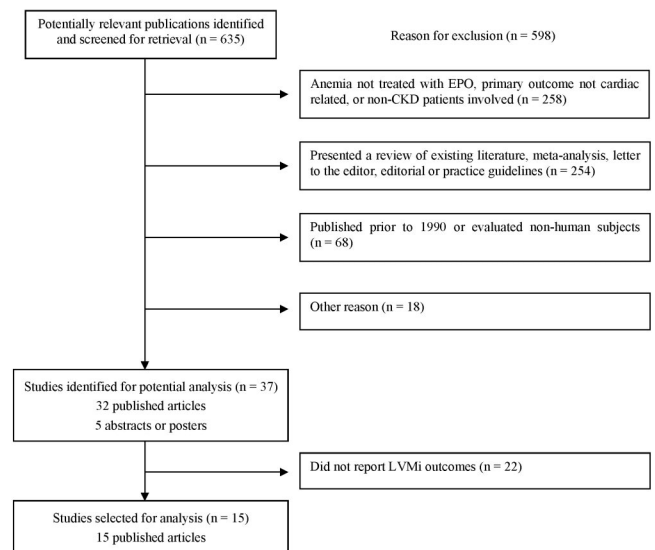 Potentially relevant publications identified
and screened for retrieval (n = 635)
Reason for exclusion (n = 598)
Anemia not treated with EPO, primary outcome not cardiac
related, or non-CKD patients involved (n = 258)
Presented a review of existing literature, meta-analysis, letter
to the editor, editorial or practice guidelines (n = 254)
Published prior to 1990 or evaluated non-human subjects
(n = 68)
Other reason (n = 18)
Studies identified for potential analysis (n = 37)
32 published articles
5 abstracts or posters
Did not report LVMi outcomes (n = 22)
Studies selected for analysis (n = 15)
15 published articles